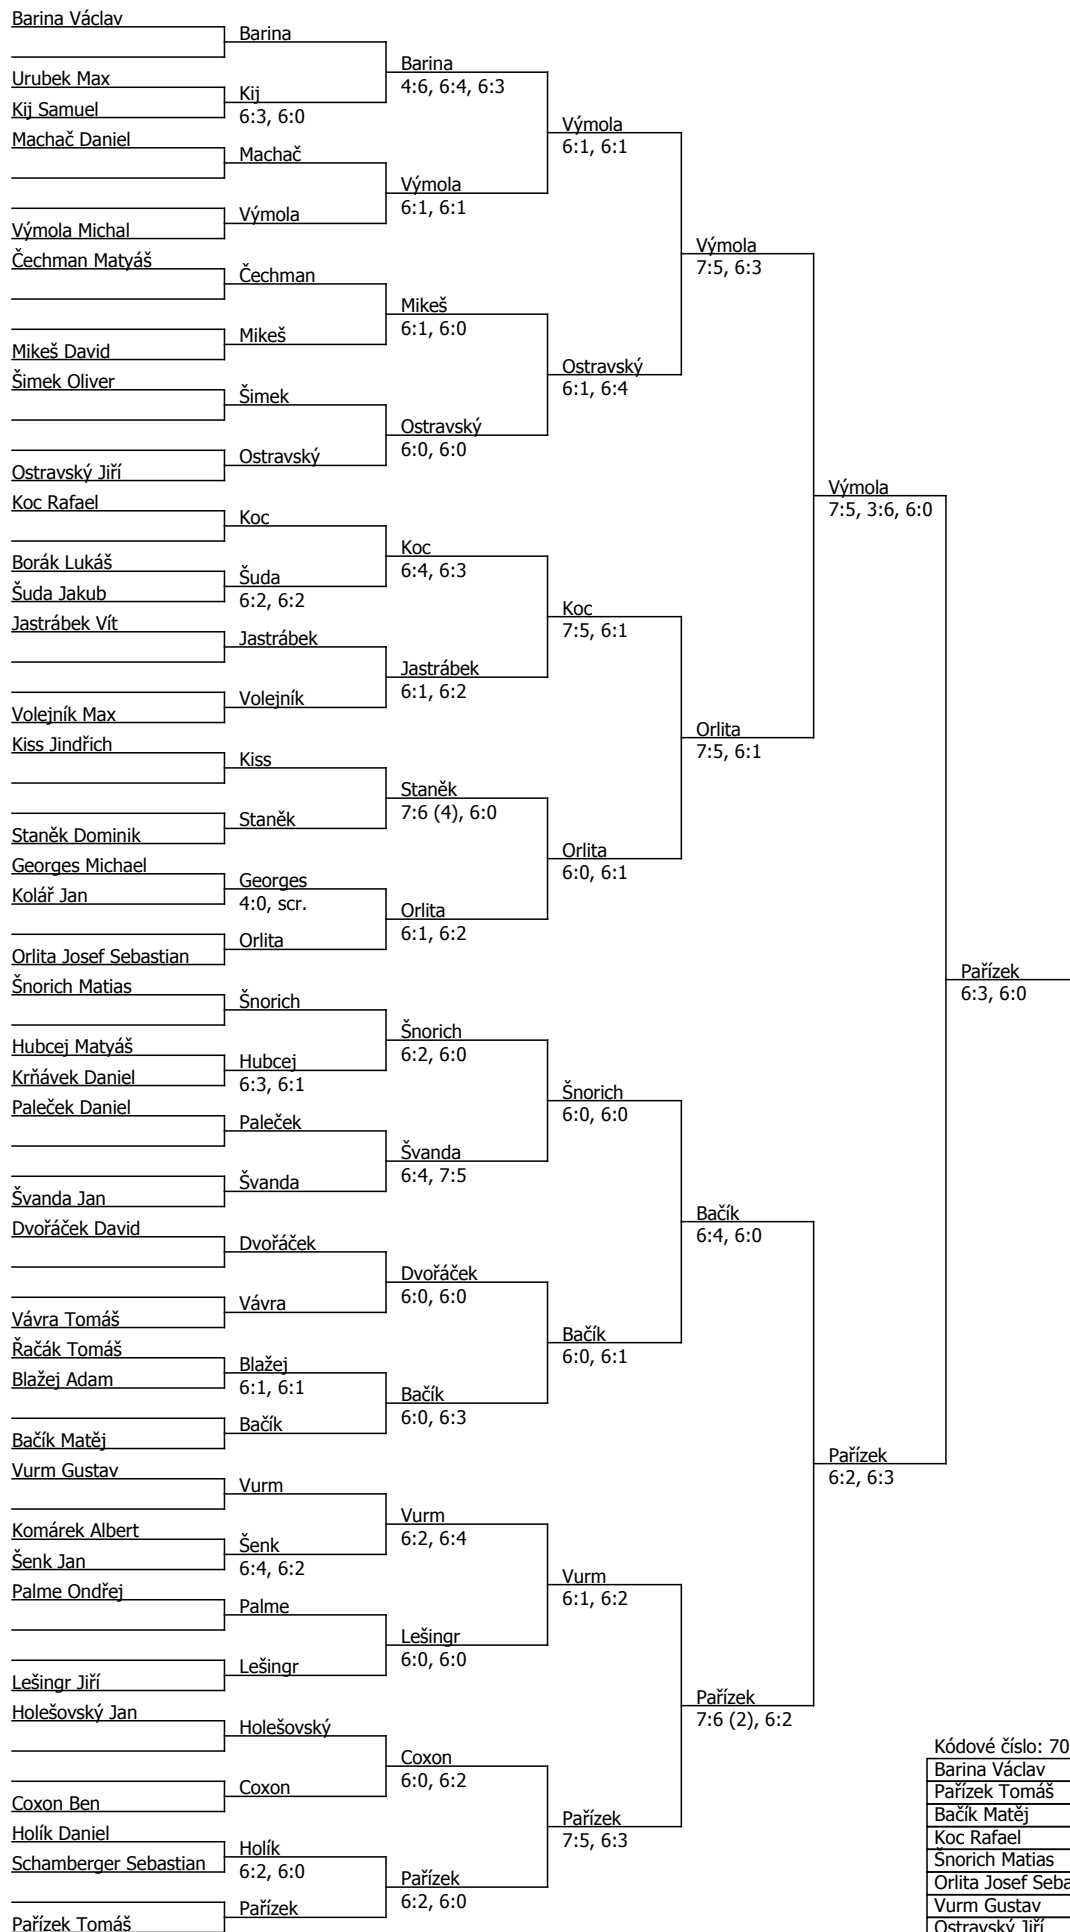 Barina Václav
Urubek Max
Kij Samuel
Machač Daniel
Výmola Michal
Čechman Matyáš
Mikeš David
Šimek Oliver
Ostravský Jiří
Koc Rafael
Borák Lukáš
Šuda Jakub
Jastrábek Vít
Volejník Max
Kiss Jindřich
Staněk Dominik
Georges Michael
Kolář Jan
Orlita Josef Sebastian
Šnorich Matias
Hubcej Matyáš
Krňávek Daniel
Paleček Daniel
Švanda Jan
Dvořáček David
Vávra Tomáš
Řačák Tomáš
Blažej Adam
Bačík Matěj
Vurm Gustav
Komárek Albert
Šenk Jan
Palme Ondřej
Lešingr Jiří
Holešovský Jan
Coxon Ben
Holík Daniel
Schamberger Sebastian
Pařízek Tomáš
Barina
Kij
6:3, 6:0
Machač
Výmola
Čechman
Mikeš
Šimek
Ostravský
Koc
Šuda
6:2, 6:2
Jastrábek
Volejník
Kiss
Staněk
Georges
4:0, scr.
Orlita
Šnorich
Hubcej
6:3, 6:1
Paleček
Švanda
Dvořáček
Vávra
Blažej
6:1, 6:1
Bačík
Vurm
Šenk
6:4, 6:2
Palme
Lešingr
Holešovský
Coxon
Holík
6:2, 6:0
Pařízek
Barina
4:6, 6:4, 6:3
Výmola
6:1, 6:1
Mikeš
6:1, 6:0
Ostravský
6:0, 6:0
Koc
6:4, 6:3
Jastrábek
6:1, 6:2
Staněk
7:6 (4), 6:0
Orlita
6:1, 6:2
Šnorich
6:2, 6:0
Švanda
6:4, 7:5
Dvořáček
6:0, 6:0
Bačík
6:0, 6:3
Vurm
6:2, 6:4
Lešingr
6:0, 6:0
Coxon
6:0, 6:2
Pařízek
6:2, 6:0
Výmola
6:1, 6:1
Ostravský
6:1, 6:4
Koc
7:5, 6:1
Orlita
6:0, 6:1
Šnorich
6:0, 6:0
Bačík
6:0, 6:1
Vurm
6:1, 6:2
Pařízek
7:5, 6:3
Výmola
7:5, 6:3
Orlita
7:5, 6:1
Bačík
6:4, 6:0
Pařízek
7:6 (2), 6:2
Výmola
7:5, 3:6, 6:0
Pařízek
6:2, 6:3
Pařízek
6:3, 6:0
Kódové číslo: 70
Barina Václav
Pařízek Tomáš
Bačík Matěj
Koc Rafael
Šnorich Matias
Orlita Josef Seba
Vurm Gustav
Ostravský Jiří